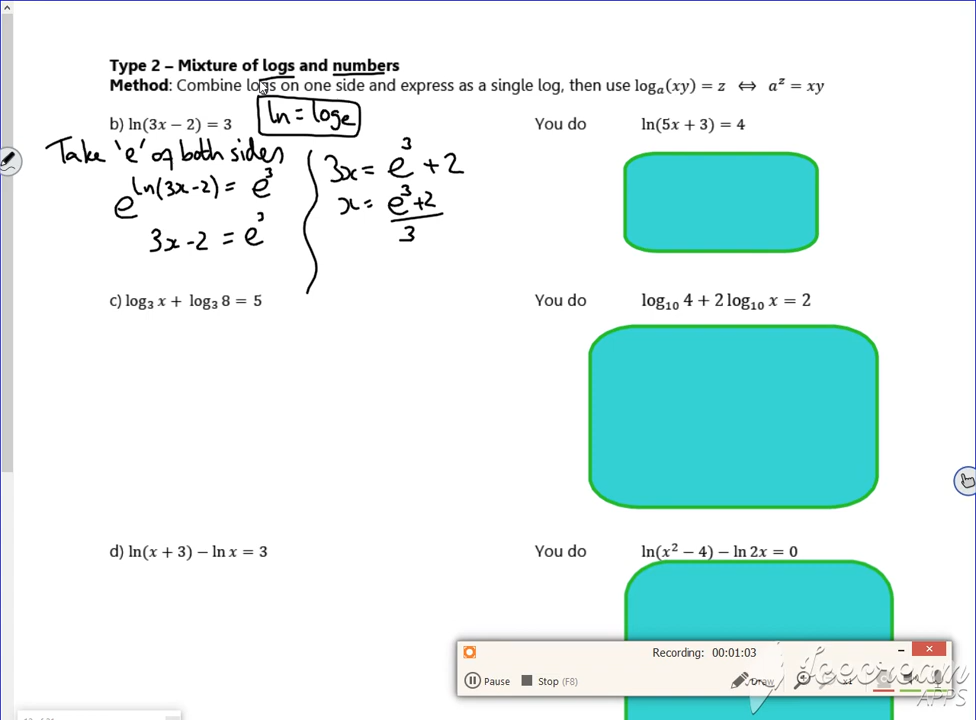 Type 2 – Mixture of logs and numbers
Method: Combine logs on one side and express as a single log, then use logₐ(xy) = z ⇔ aᶻ = xy
b) ln(3x − 2) = 3
ln = logₑ
Take 'e' of both sides
e^ln(3x-2) = e³
3x-2 = e³
3x = e³ + 2
x = (e³+2)/3
You do ln(5x + 3) = 4
c) log₃ x + log₃ 8 = 5
You do log₁₀ 4 + 2 log₁₀ x = 2
d) ln(x + 3) − ln x = 3
You do ln(x² − 4) − ln 2x = 0
Recording: 00:01:03
Pause Stop (F8) Draw
Icecream
APPS